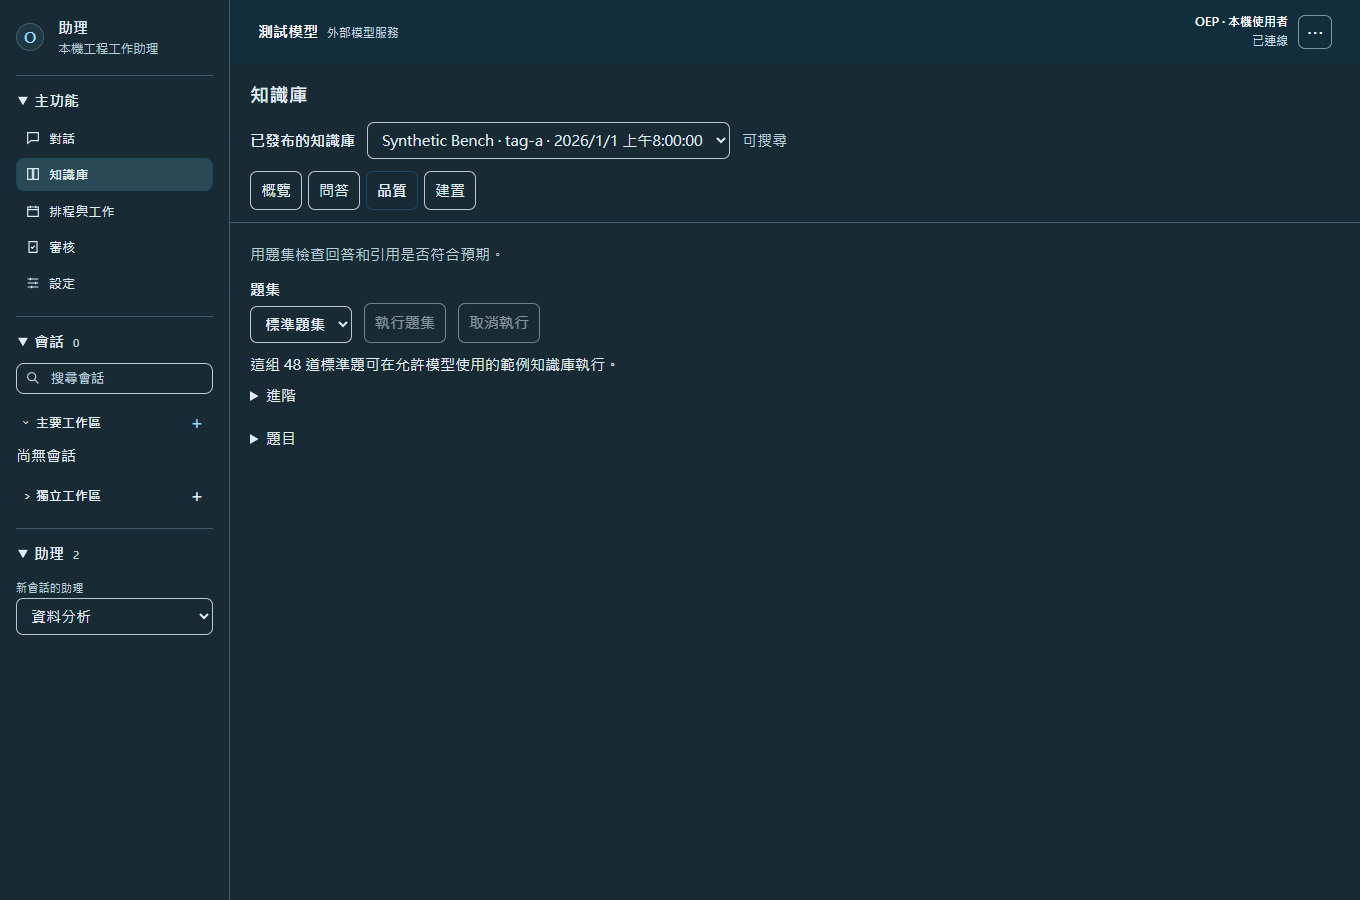 O
助理
本機工程工作助理
▼ 主功能
對話
知識庫
排程與工作
審核
設定
▼ 會話 0
搜尋會話
主要工作區 +
尚無會話
獨立工作區 +
▼ 助理 2
新會話的助理
資料分析
測試模型 外部模型服務
OEP · 本機使用者
已連線
...
知識庫
已發布的知識庫 Synthetic Bench · tag-a · 2026/1/1 上午8:00:00 可搜尋
概覽 問答 品質 建置
用題集檢查回答和引用是否符合預期。
題集
標準題集 執行題集 取消執行
這組 48 道標準題可在允許模型使用的範例知識庫執行。
▶ 進階
▶ 題目